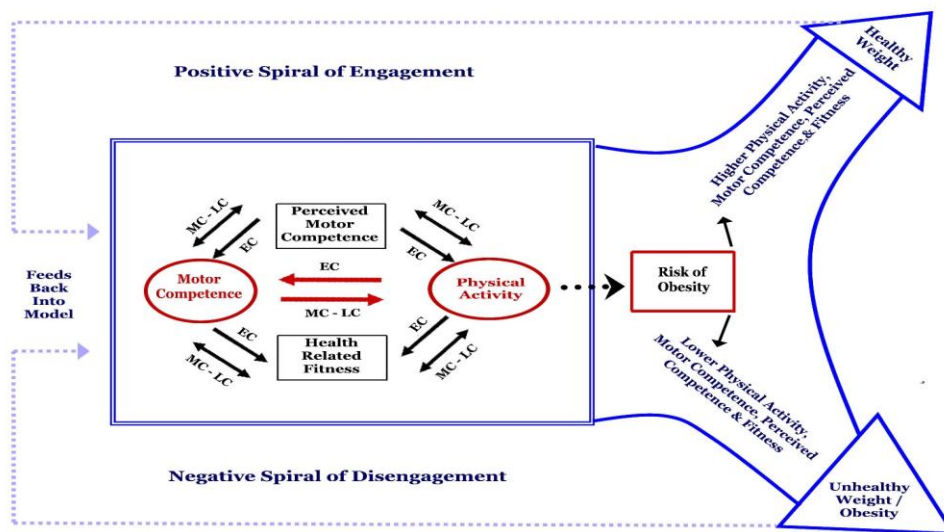 Positive Spiral of Engagement
Healthy
Weight
Higher Physical Activity,
Motor Competence, Perceived
Competence,& Fitness
MC - LC
EC
Perceived
Motor
Competence
MC - LC
EC
Feeds
Back
Into
Model
Motor
Competence
EC
MC - LC
Physical
Activity
Risk of
Obesity
EC
MC - LC
Health
Related
Fitness
EC
MC - LC
Lower Physical Activity,
Motor Competence, Perceived
Competence & Fitness
Negative Spiral of Disengagement
Unhealthy
Weight /
Obesity